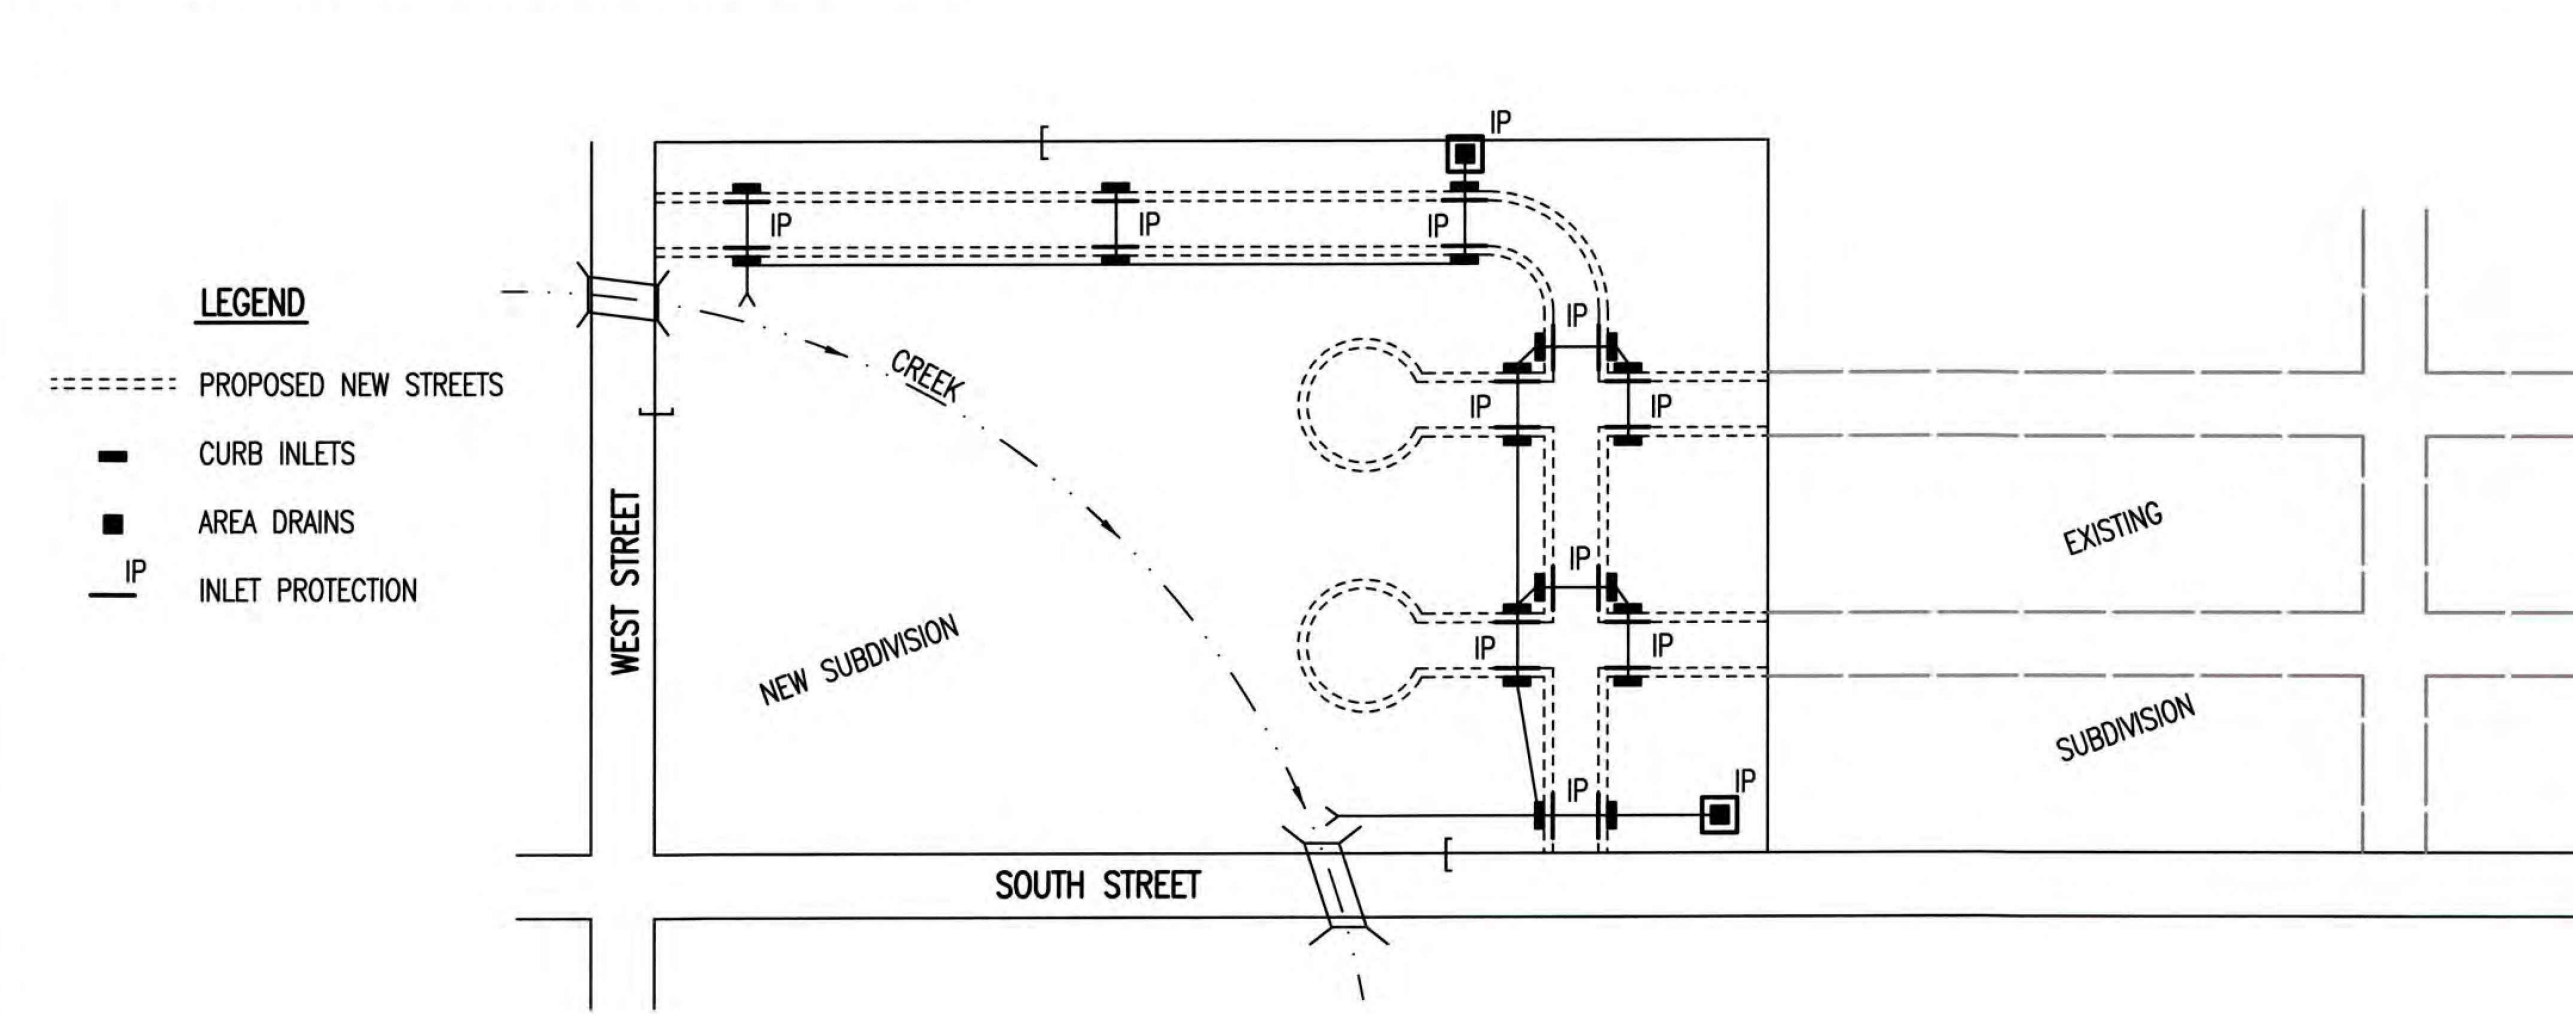 IP
IP
IP
IP
LEGEND
PROPOSED NEW STREETS
CURB INLETS
AREA DRAINS
IP
INLET PROTECTION
WEST STREET
CREEK
NEW SUBDIVISION
IP
IP
IP
IP
IP
IP
IP
IP
SOUTH STREET
EXISTING
SUBDIVISION